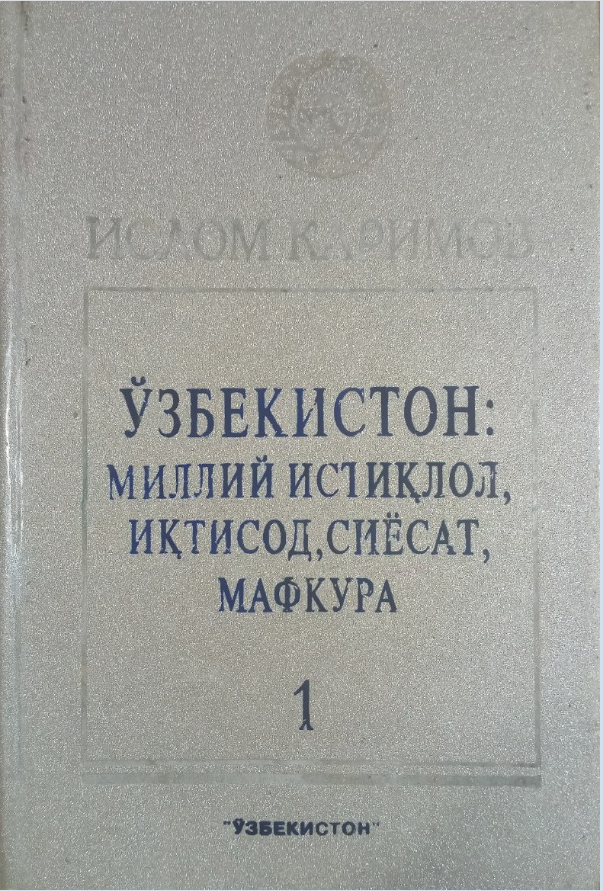 ИСЛОМ КАРИМОВ
ЎЗБЕКИСТОН:
МИЛЛИЙ ИСТИҚЛОЛ,
ИҚТИСОД, СИЁСАТ,
МАФКУРА
1
"ЎЗБЕКИСТОН"